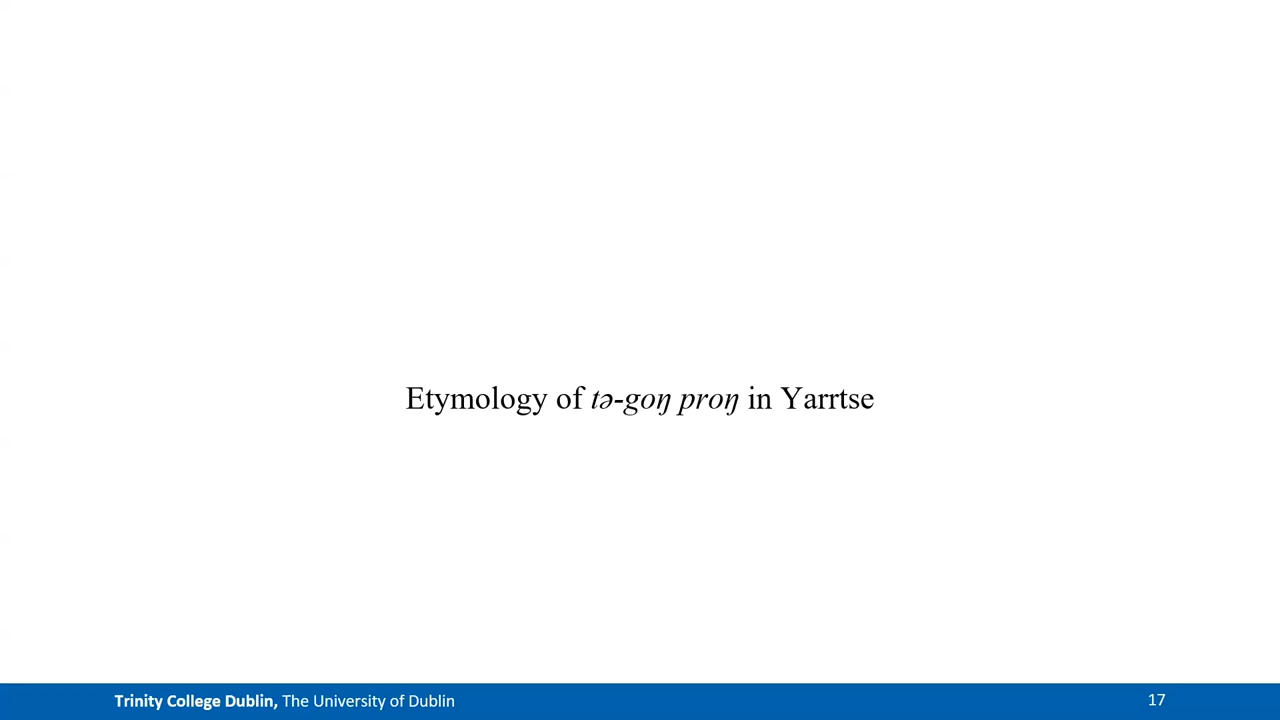 Etymology of tə-goŋ proŋ in Yarrtse
Trinity College Dublin, The University of Dublin
17